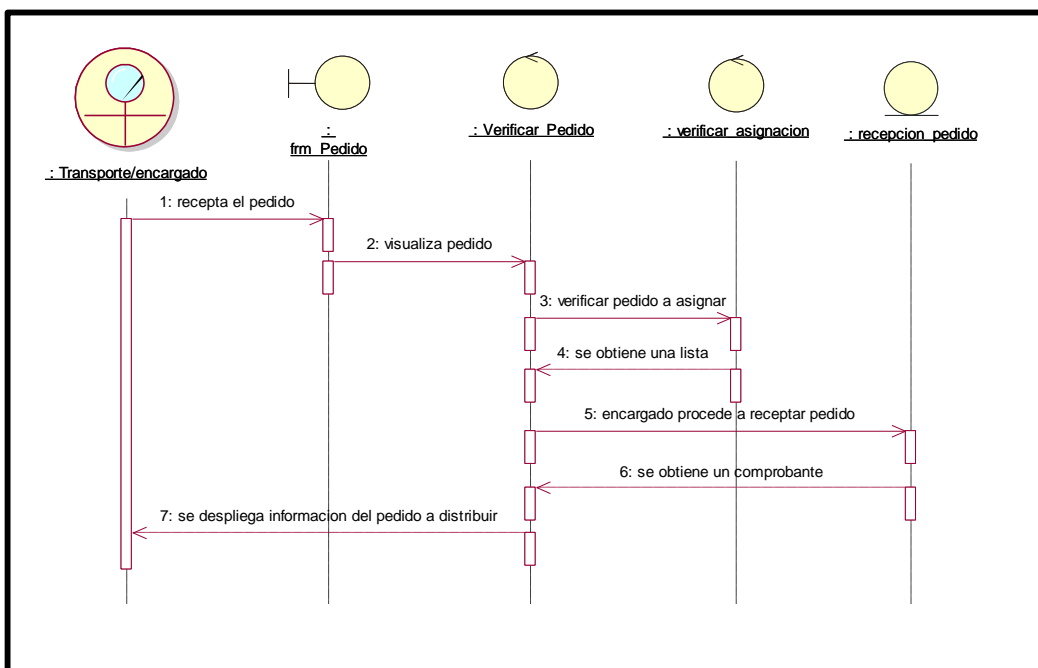 : Transporte/encargado
:
frm_Pedido
: Verificar_Pedido
: verificar_asignacion
: recepcion_pedido
1: recepta el pedido
2: visualiza pedido
3: verificar pedido a asignar
4: se obtiene una lista
5: encargado procede a receptar pedido
6: se obtiene un comprobante
7: se despliega informacion del pedido a distribuir